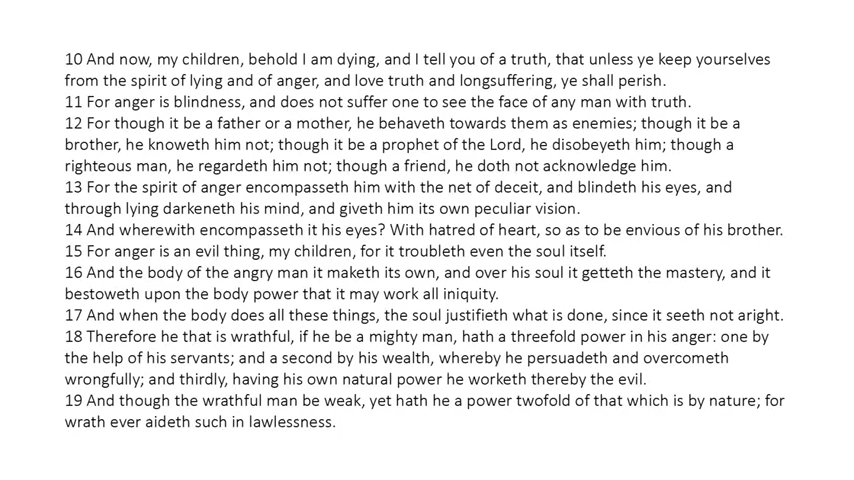 10 And now, my children, behold I am dying, and I tell you of a truth, that unless ye keep yourselves
from the spirit of lying and of anger, and love truth and longsuffering, ye shall perish.
11 For anger is blindness, and does not suffer one to see the face of any man with truth.
12 For though it be a father or a mother, he behaveth towards them as enemies; though it be a
brother, he knoweth him not; though it be a prophet of the Lord, he disobeyeth him; though a
righteous man, he regardeth him not; though a friend, he doth not acknowledge him.
13 For the spirit of anger encompasseth him with the net of deceit, and blindeth his eyes, and
through lying darkeneth his mind, and giveth him its own peculiar vision.
14 And wherewith encompasseth it his eyes? With hatred of heart, so as to be envious of his brother.
15 For anger is an evil thing, my children, for it troubleth even the soul itself.
16 And the body of the angry man it maketh its own, and over his soul it getteth the mastery, and it
bestoweth upon the body power that it may work all iniquity.
17 And when the body does all these things, the soul justifieth what is done, since it seeth not aright.
18 Therefore he that is wrathful, if he be a mighty man, hath a threefold power in his anger: one by
the help of his servants; and a second by his wealth, whereby he persuadeth and overcometh
wrongfully; and thirdly, having his own natural power he worketh thereby the evil.
19 And though the wrathful man be weak, yet hath he a power twofold of that which is by nature; for
wrath ever aideth such in lawlessness.